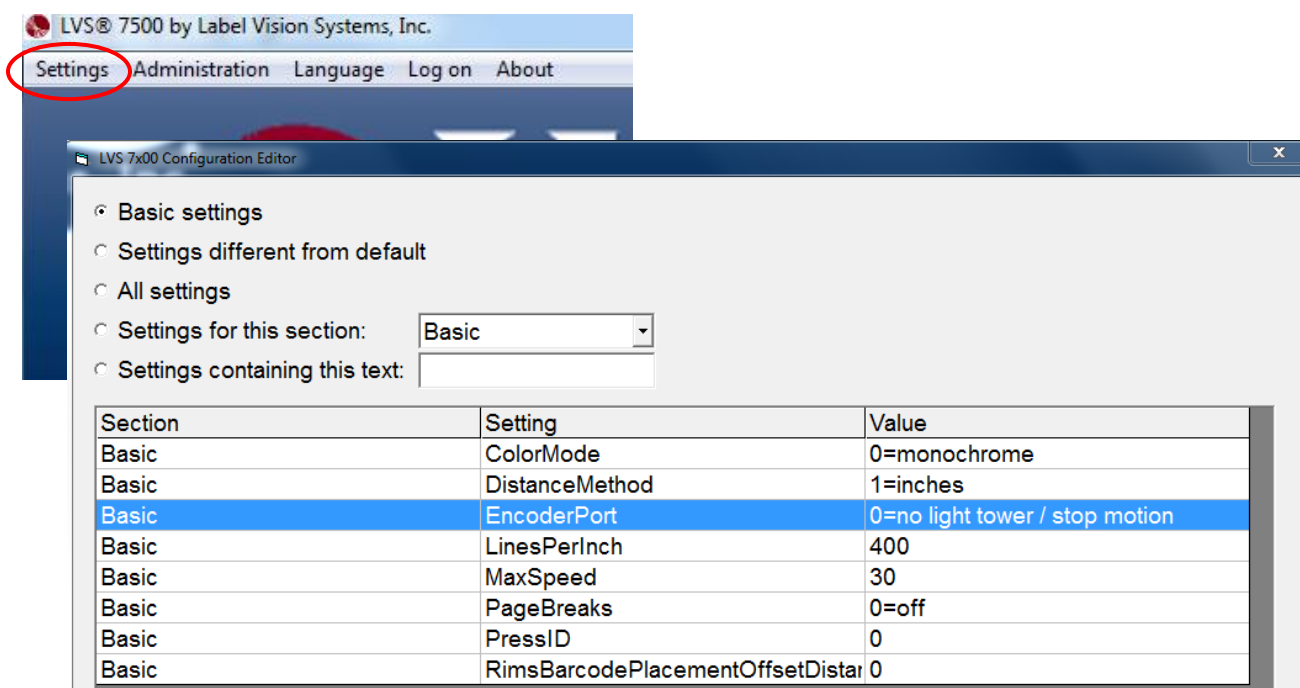 LVS® 7500 by Label Vision Systems, Inc.
Settings Administration Language Log on About
LVS 7x00 Configuration Editor
x
Basic settings
Settings different from default
All settings
Settings for this section: Basic
Settings containing this text:
Section Setting Value
Basic ColorMode 0=monochrome
Basic DistanceMethod 1=inches
Basic EncoderPort 0=no light tower / stop motion
Basic LinesPerInch 400
Basic MaxSpeed 30
Basic PageBreaks 0=off
Basic PressID 0
Basic RimsBarcodePlacementOffsetDistar 0